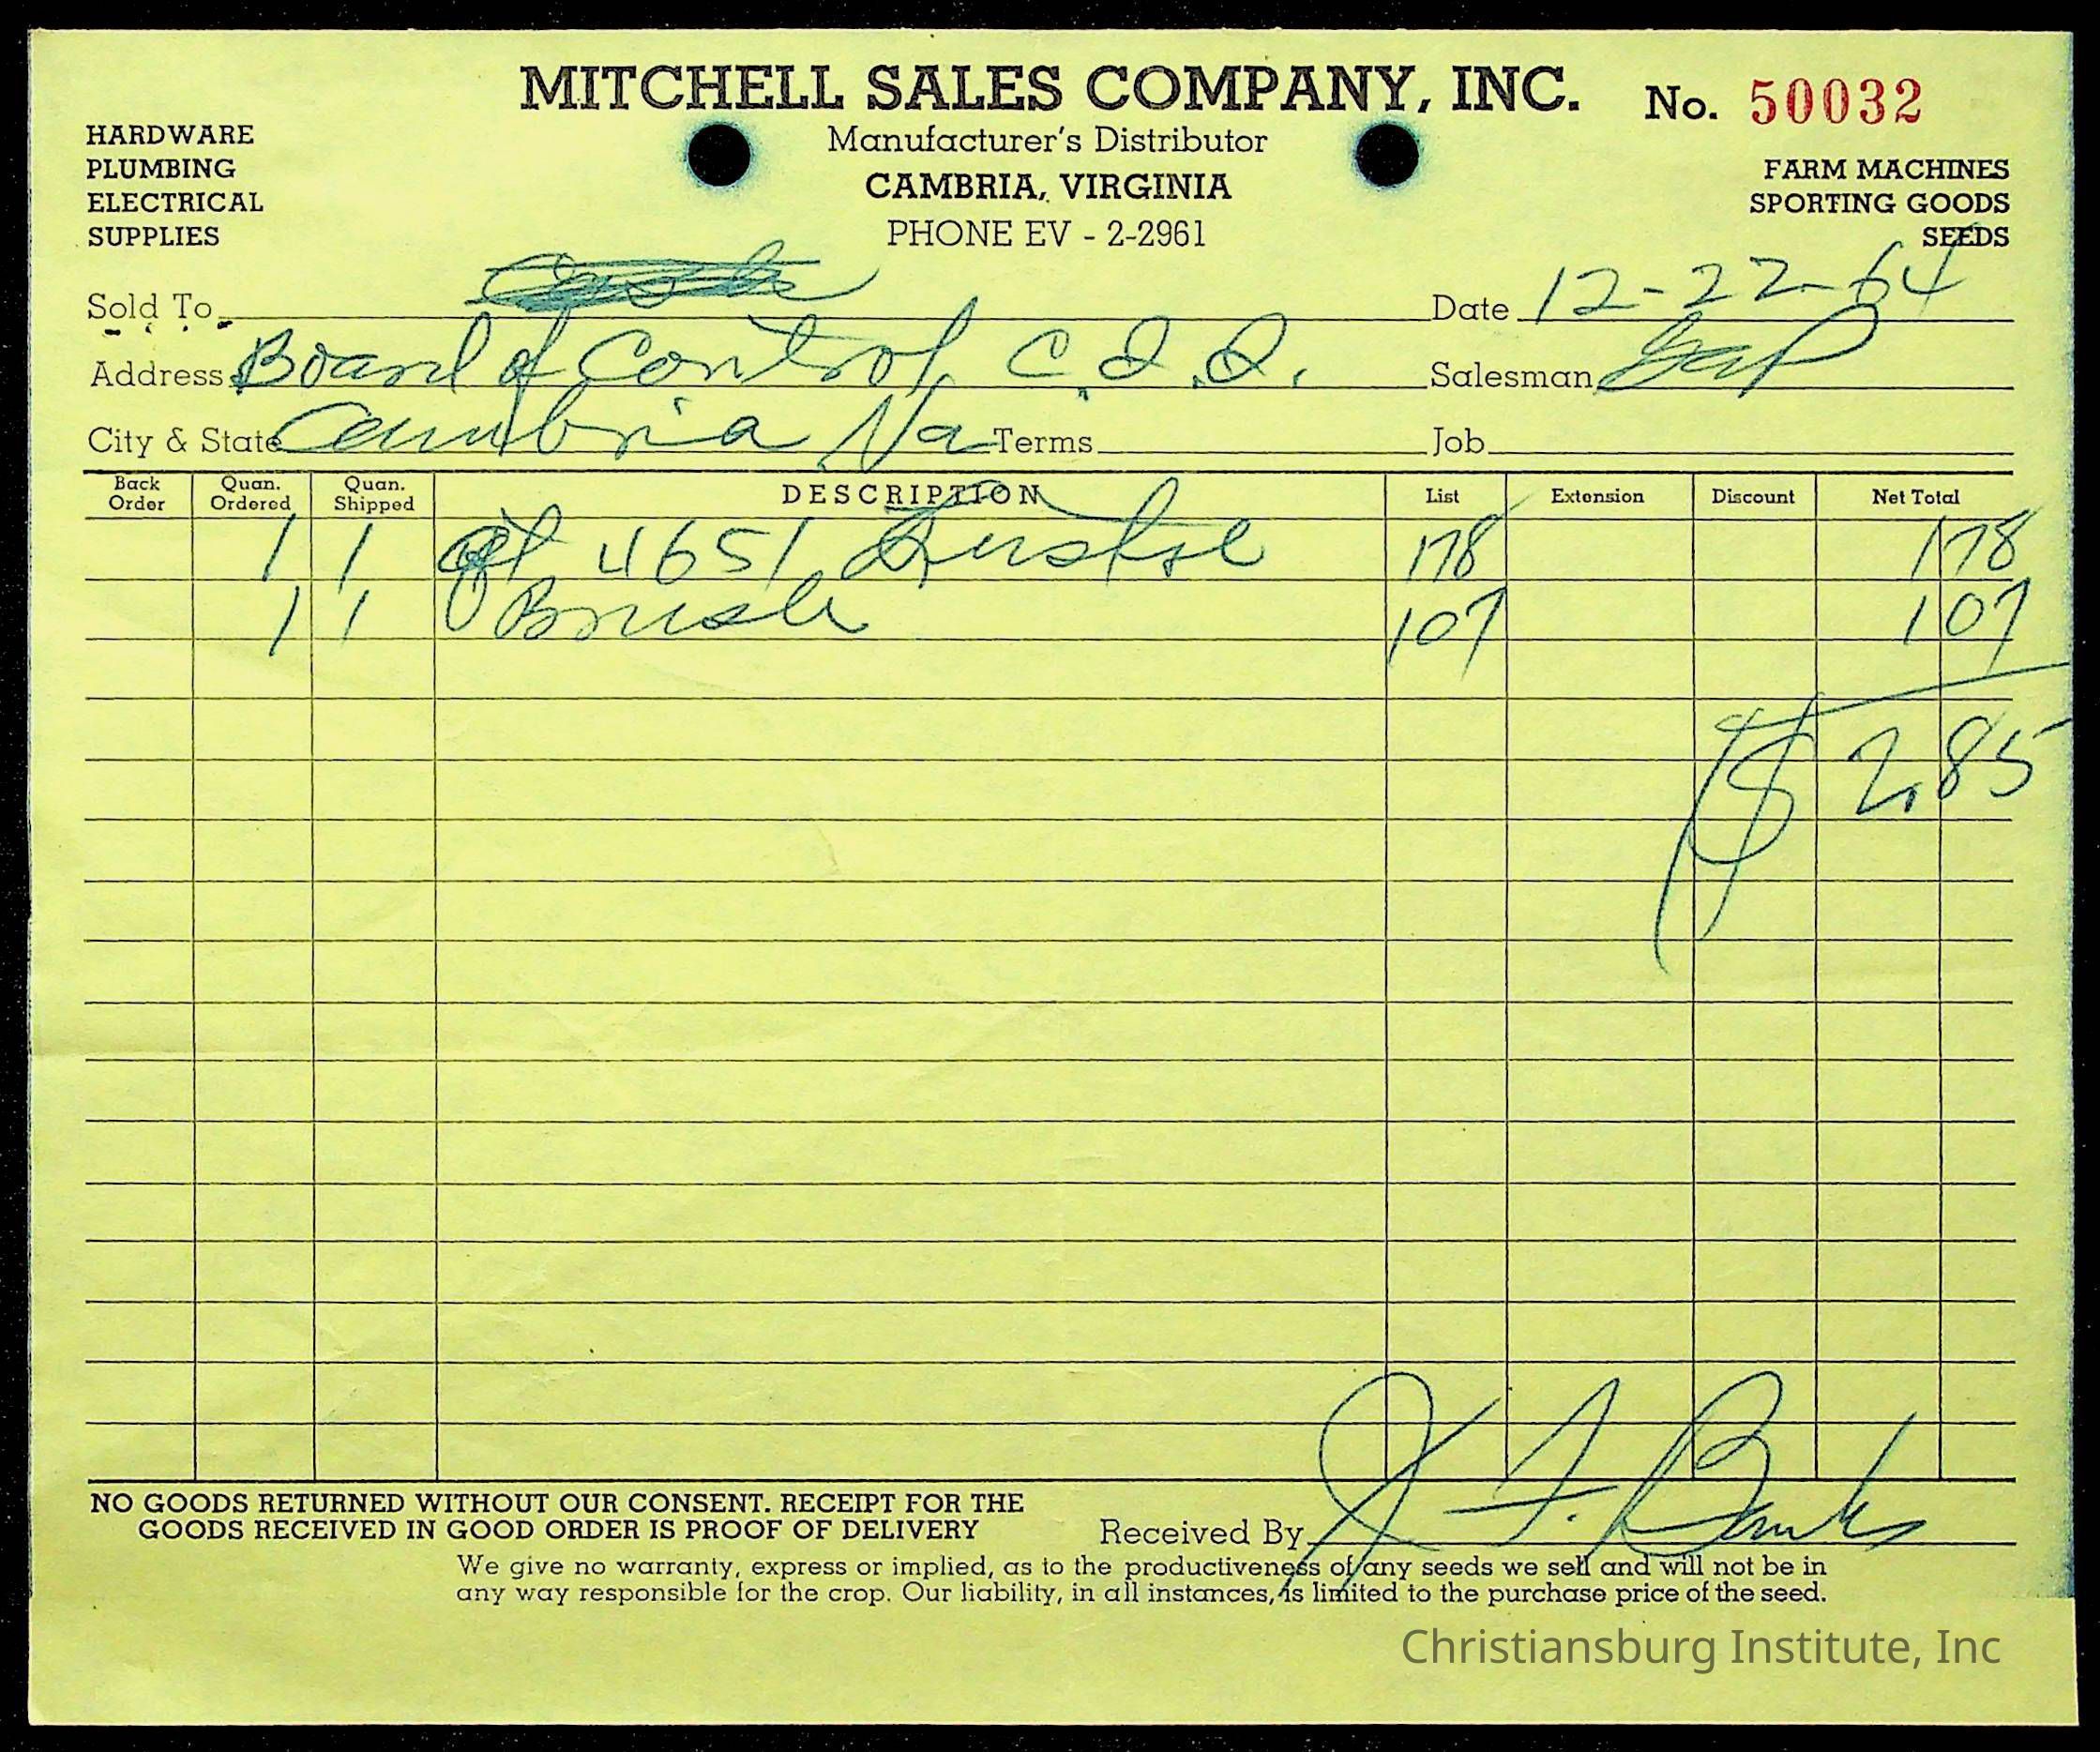 MITCHELL SALES COMPANY, INC.
No. 50032
HARDWARE
PLUMBING
ELECTRICAL
SUPPLIES
Manufacturer's Distributor
CAMBRIA, VIRGINIA
PHONE EV - 2-2961
FARM MACHINES
SPORTING GOODS
SEEDS
Sold To
Date 12-22-64
Address Board of Control C.I.I.
Salesman
City & State Cambria Va Terms Job
Back Order Quan. Ordered Quan. Shipped DESCRIPTION List Extension Discount Net Total
1 1 qt 4651 178 178
1 1 Brush 107 107
$ 2.85
NO GOODS RETURNED WITHOUT OUR CONSENT. RECEIPT FOR THE
GOODS RECEIVED IN GOOD ORDER IS PROOF OF DELIVERY
Received By F. Banks
We give no warranty, express or implied, as to the productiveness of any seeds we sell and will not be in
any way responsible for the crop. Our liability, in all instances, is limited to the purchase price of the seed.
Christiansburg Institute, Inc